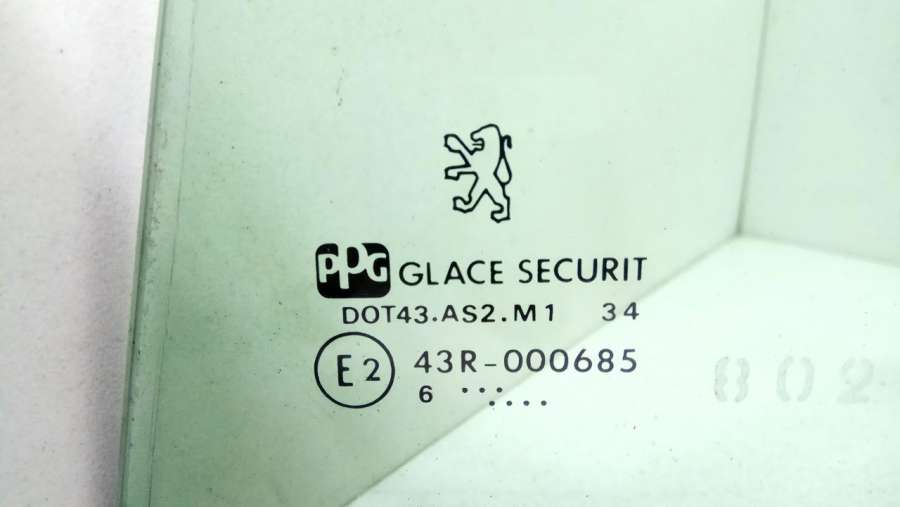 PPG GLACE SECURIT
DOT43.AS2.M1 34
E2 43R-000685
6
802